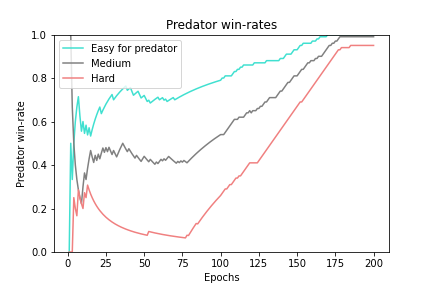 Predator win-rates
1.0
0.8
0.6
0.4
0.2
0.0
Predator win-rate
Easy for predator
Medium
Hard
0 25 50 75 100 125 150 175 200
Epochs